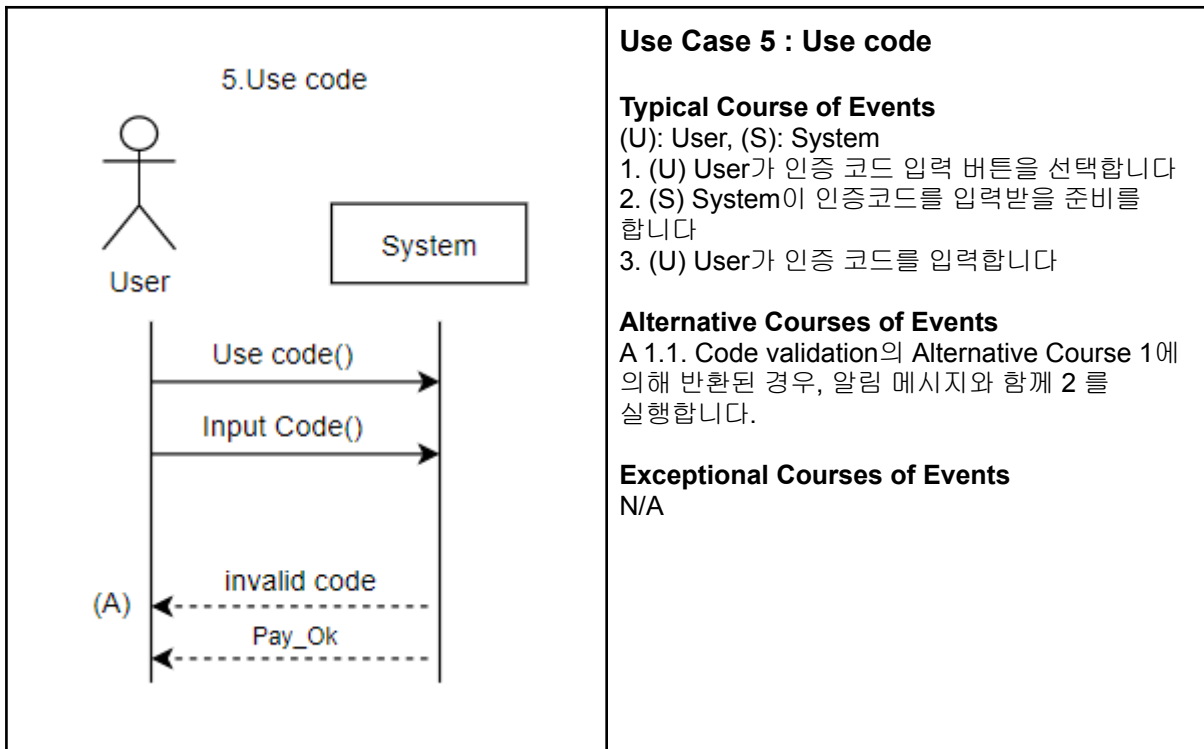 5.Use code
User
System
Use code()
Input Code()
(A)
invalid code
Pay_Ok
Use Case 5 : Use code
Typical Course of Events
(U): User, (S): System
1. (U) User가 인증 코드 입력 버튼을 선택합니다
2. (S) System이 인증코드를 입력받을 준비를
합니다
3. (U) User가 인증 코드를 입력합니다
Alternative Courses of Events
A 1.1. Code validation의 Alternative Course 1에
의해 반환된 경우, 알림 메시지와 함께 2 를
실행합니다.
Exceptional Courses of Events
N/A